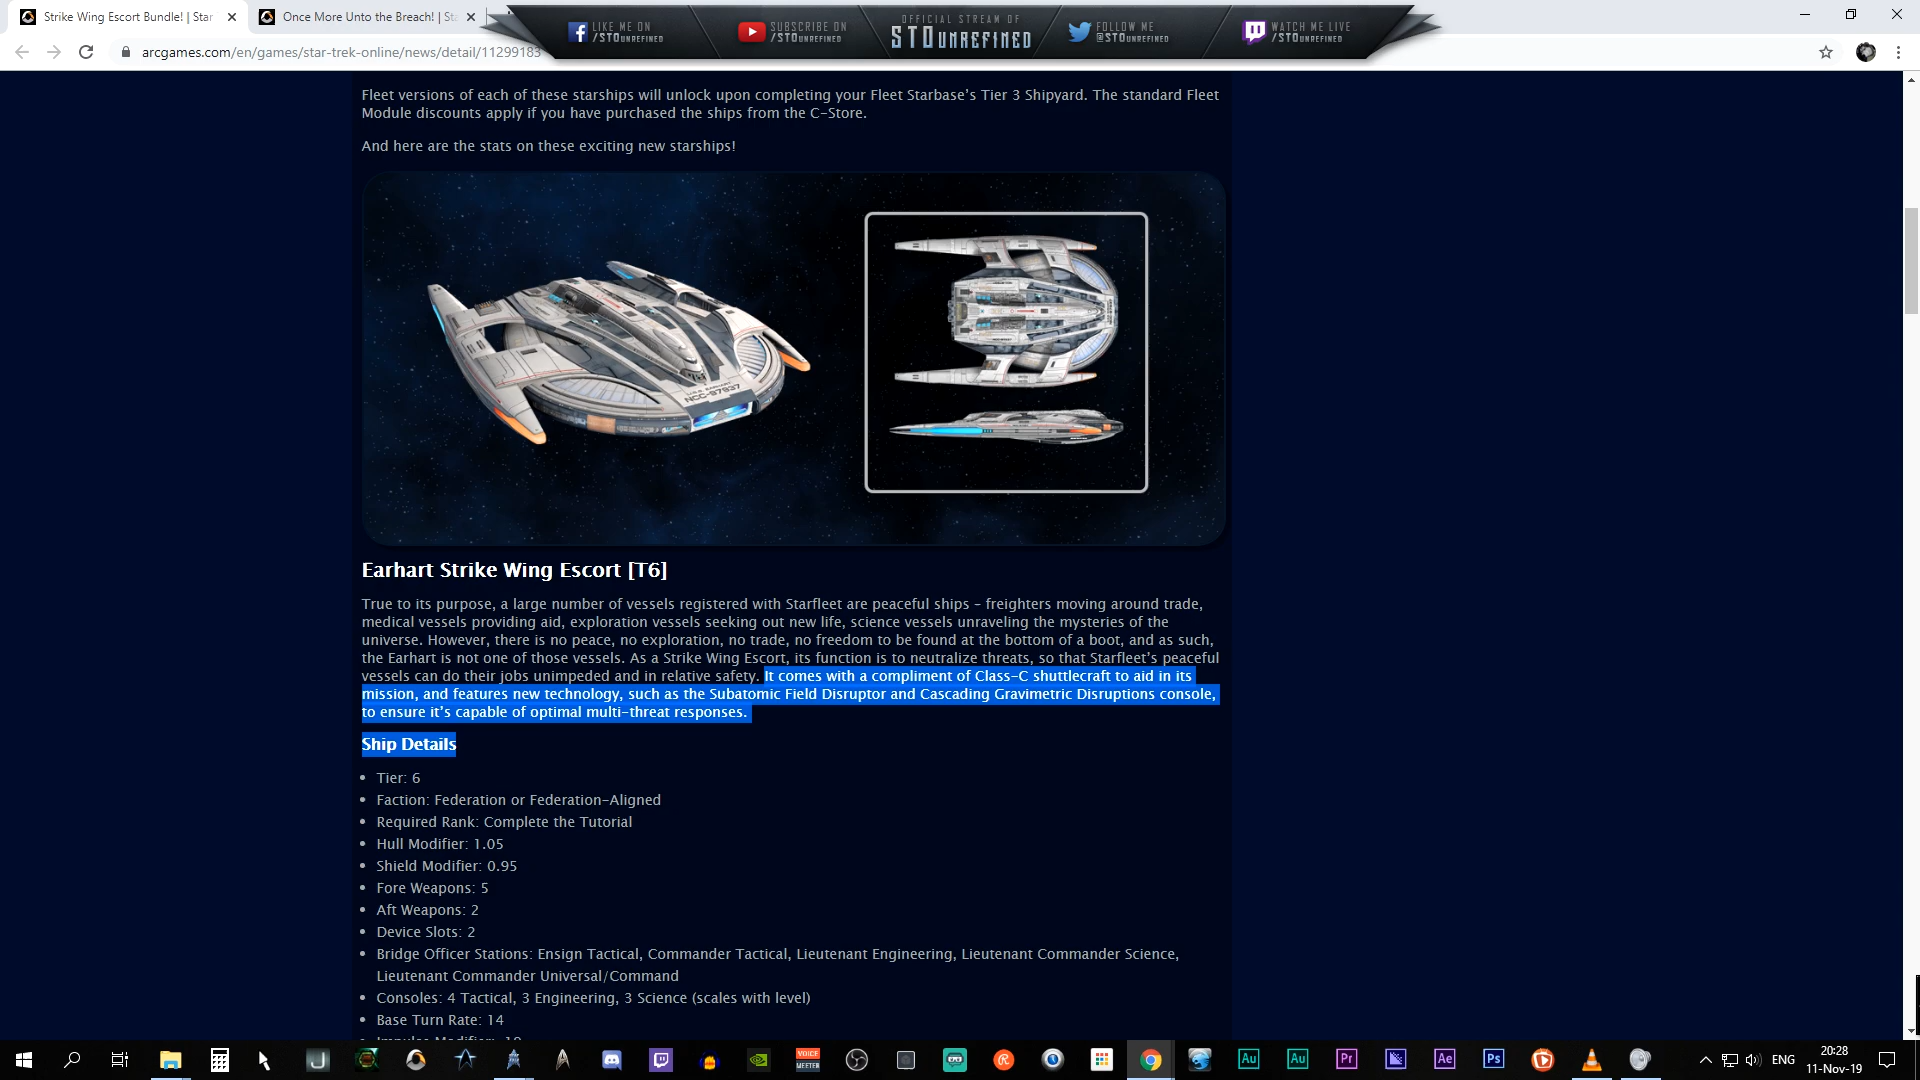 Strike Wing Escort Bundle! | Star
Once More Unto the Breach! | Sta
LIKE ME ON
/STOUNREFINED
SUBSCRIBE ON
/STOUNREFINED
OFFICIAL STREAM OF
STOUNREFINED
FOLLOW ME
@STOUNREFINED
WATCH ME LIVE
/STOUNREFINED
arcgames.com/en/games/star-trek-online/news/detail/11299183
Fleet versions of each of these starships will unlock upon completing your Fleet Starbase's Tier 3 Shipyard. The standard Fleet
Module discounts apply if you have purchased the ships from the C-Store.
And here are the stats on these exciting new starships!
U.S.S. EARHART
NCC-97937
Earhart Strike Wing Escort [T6]
True to its purpose, a large number of vessels registered with Starfleet are peaceful ships – freighters moving around trade,
medical vessels providing aid, exploration vessels seeking out new life, science vessels unraveling the mysteries of the
universe. However, there is no peace, no exploration, no trade, no freedom to be found at the bottom of a boot, and as such,
the Earhart is not one of those vessels. As a Strike Wing Escort, its function is to neutralize threats, so that Starfleet's peaceful
vessels can do their jobs unimpeded and in relative safety. It comes with a compliment of Class-C shuttlecraft to aid in its
mission, and features new technology, such as the Subatomic Field Disruptor and Cascading Gravimetric Disruptions console,
to ensure it's capable of optimal multi-threat responses.
Ship Details
• Tier: 6
• Faction: Federation or Federation-Aligned
• Required Rank: Complete the Tutorial
• Hull Modifier: 1.05
• Shield Modifier: 0.95
• Fore Weapons: 5
• Aft Weapons: 2
• Device Slots: 2
• Bridge Officer Stations: Ensign Tactical, Commander Tactical, Lieutenant Engineering, Lieutenant Commander Science,
Lieutenant Commander Universal/Command
• Consoles: 4 Tactical, 3 Engineering, 3 Science (scales with level)
• Base Turn Rate: 14
• Impulse Modifier: .19
VOICE
MEETER
Au
Au
Pr
Ae
Ps
ENG
20:28
11-Nov-19